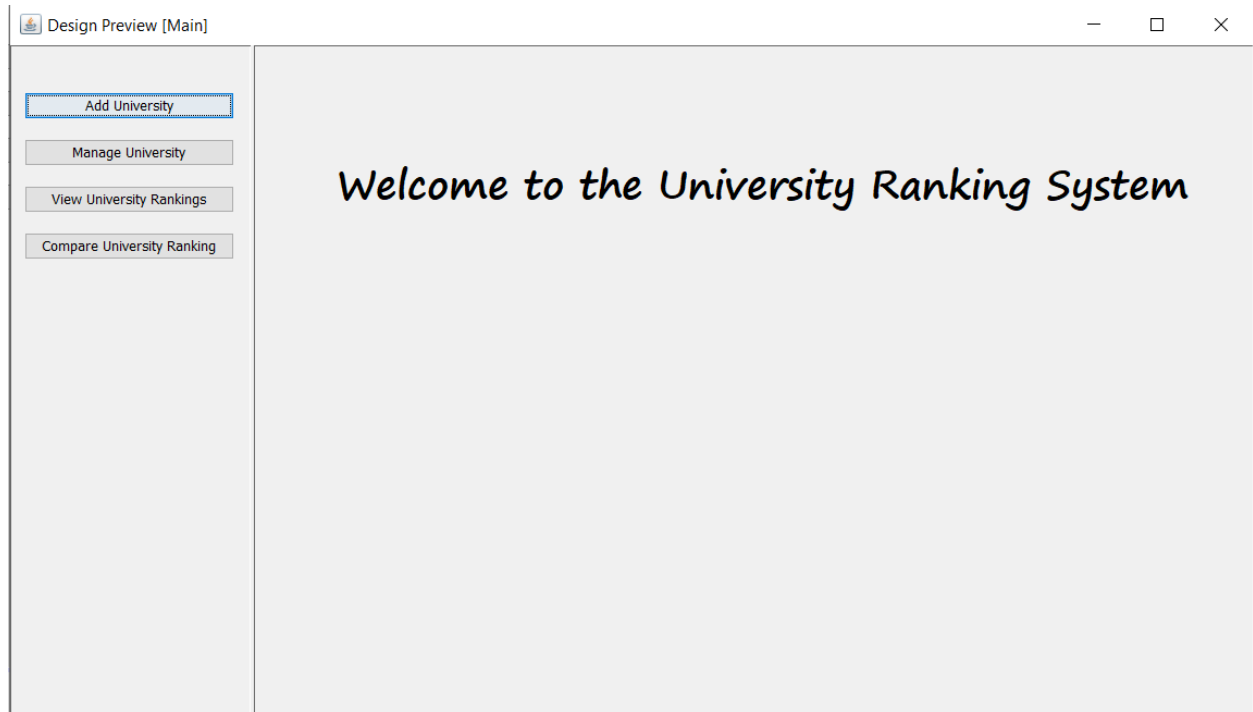 Design Preview [Main]
Add University
Manage University
View University Rankings
Compare University Ranking
Welcome to the University Ranking System